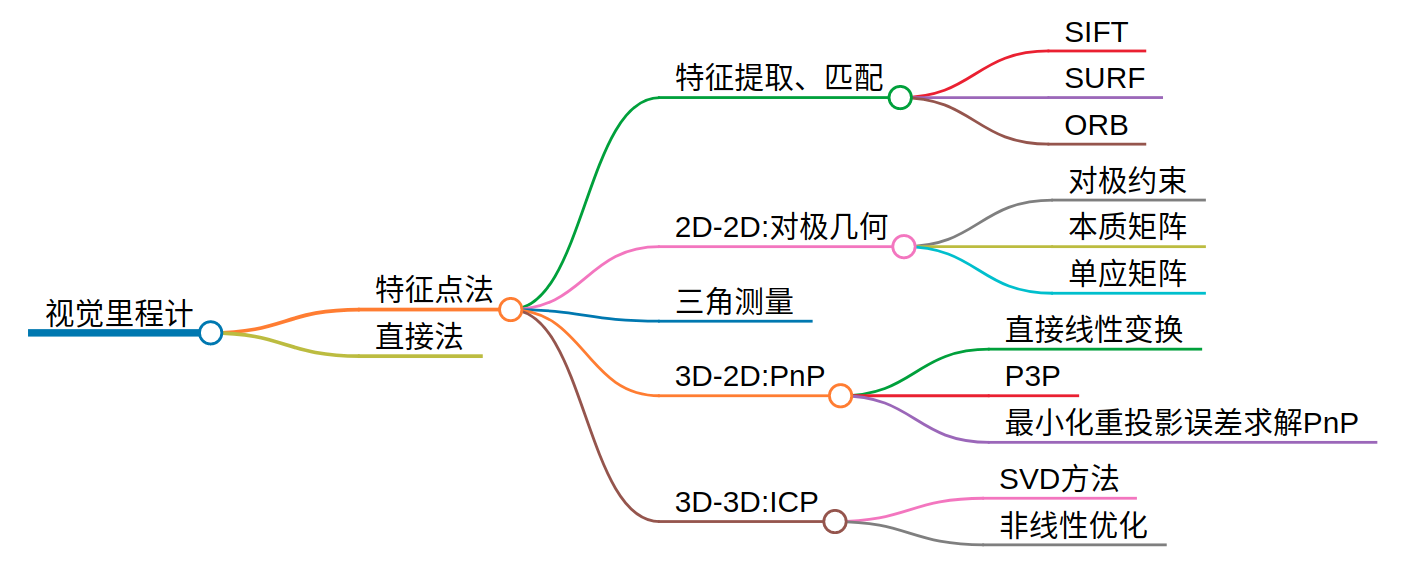 视觉里程计
特征点法
特征提取、匹配
SIFT
SURF
ORB
2D-2D:对极几何
对极约束
本质矩阵
单应矩阵
三角测量
3D-2D:PnP
直接线性变换
P3P
最小化重投影误差求解PnP
3D-3D:ICP
SVD方法
非线性优化
直接法